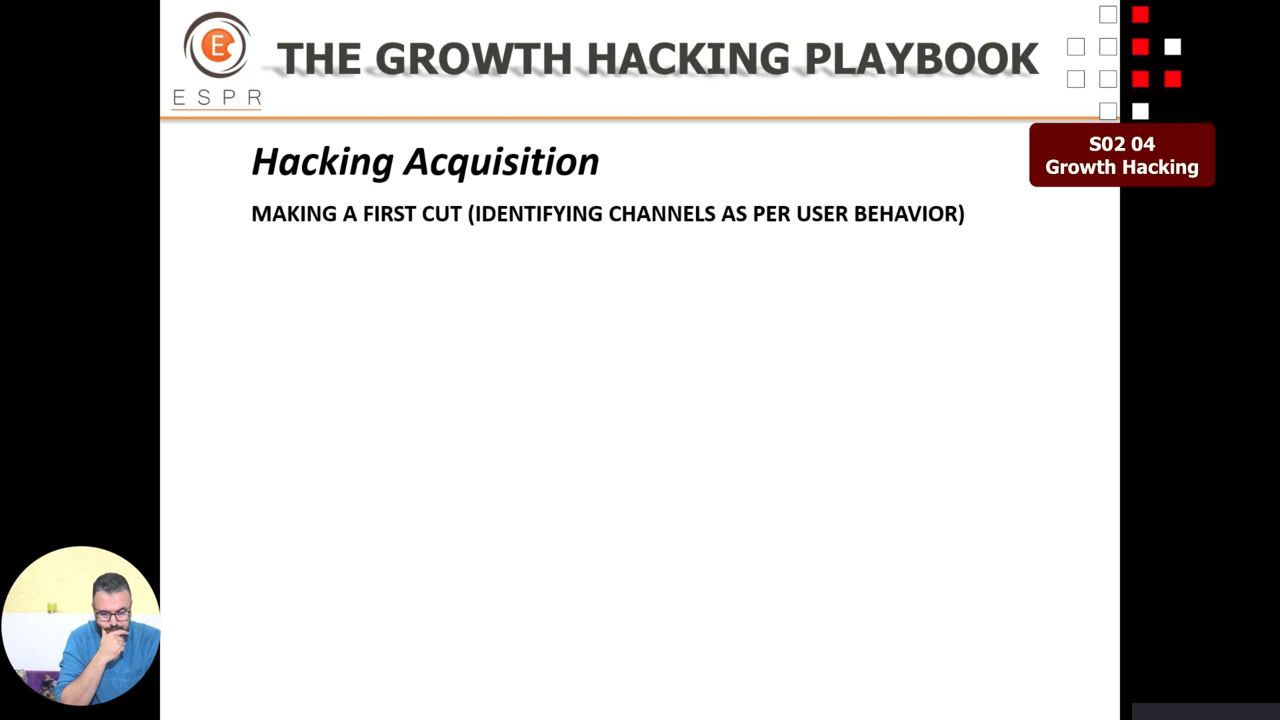 E
ESPR
THE GROWTH HACKING PLAYBOOK
S02 04
Growth Hacking
Hacking Acquisition
MAKING A FIRST CUT (IDENTIFYING CHANNELS AS PER USER BEHAVIOR)